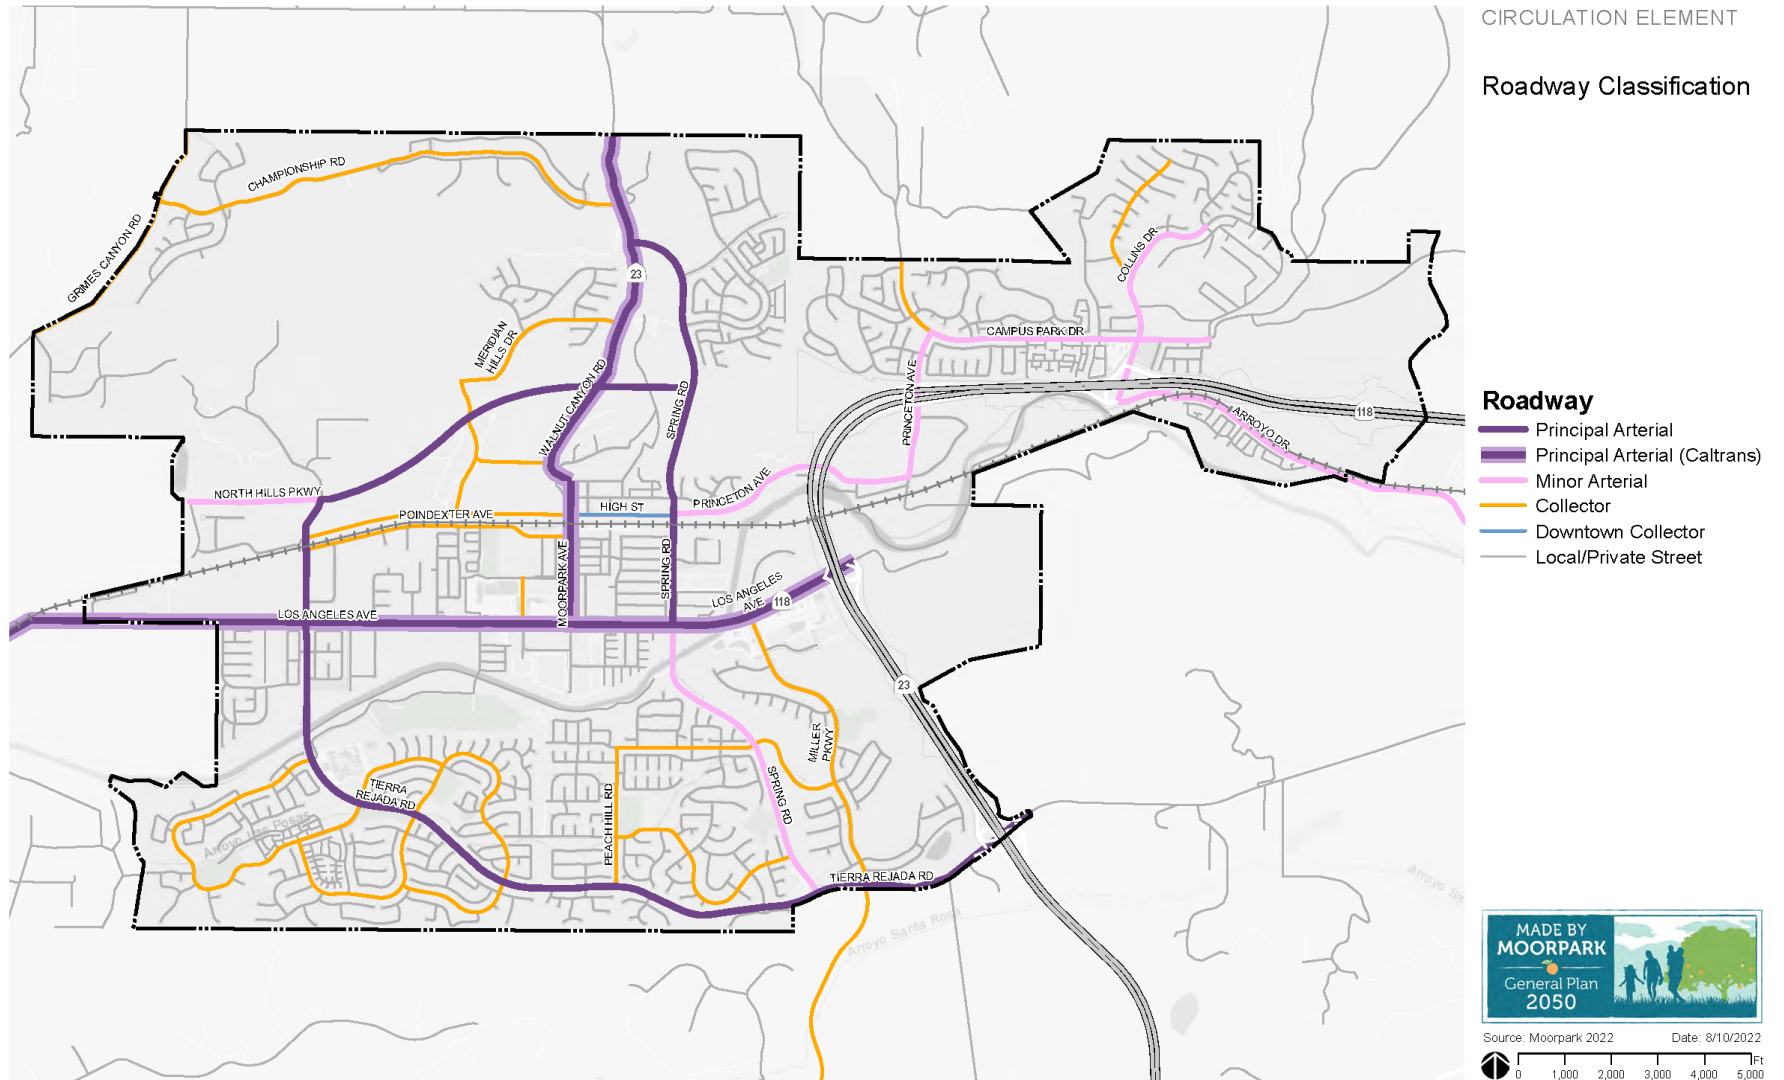 CIRCULATION ELEMENT
Roadway Classification
CHAMPIONSHIP RD
GRIMES CANYON RD
23
COLLINS DR
MERIDIAN
HILLS DR
CAMPUS PARK DR
WALNUT CANYON RD
SPRING RD
PRINCETON AVE
118
ARROYO DR
NORTH HILLS PKWY
PRINCETON AVE
POINDEXTER AVE
HIGH ST
MOORPARK AVE
SPRING RD
LOS ANGELES
AVE
118
LOS ANGELES AVE
23
MILLER
PKWY
TIERRA
REJADA RD
SPRING RD
PEACH HILL RD
Arroyo Las Posas
TIERRA REJADA RD
Arroyo Santa Rosa
Roadway
Principal Arterial
Principal Arterial (Caltrans)
Minor Arterial
Collector
Downtown Collector
Local/Private Street
MADE BY
MOORPARK
General Plan
2050
Source: Moorpark 2022 Date: 8/10/2022
Ft
0 1,000 2,000 3,000 4,000 5,000